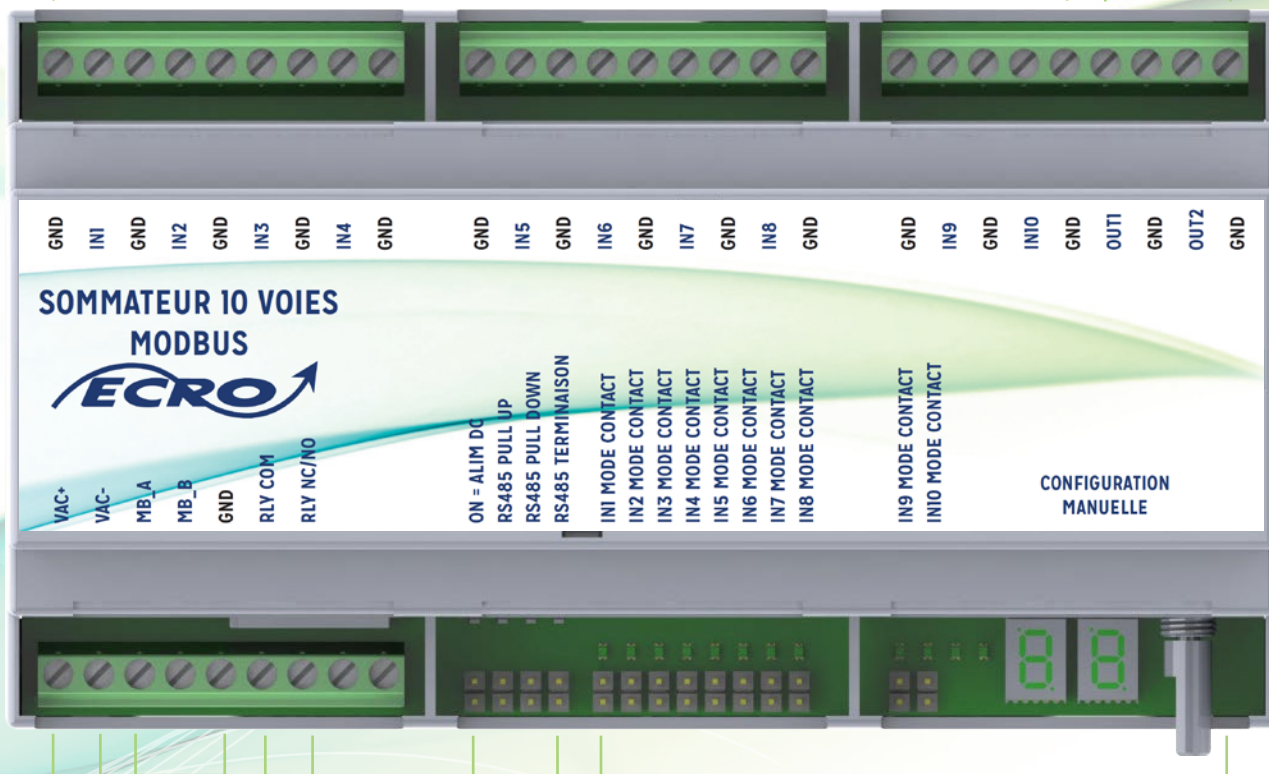 GND IN1 GND IN2 GND IN3 GND IN4 GND
GND IN5 GND IN6 GND IN7 GND IN8 GND
GND IN9 GND IN10 GND OUT1 GND OUT2 GND
SOMMATEUR 10 VOIES
MODBUS
ECRO
VAC+
VAC-
MB_A
MB_B
GND
RLY COM
RLY NC/NO
ON = ALIM DC
RS485 PULL UP
RS485 PULL DOWN
RS485 TERMINAISON
IN1 MODE CONTACT
IN2 MODE CONTACT
IN3 MODE CONTACT
IN4 MODE CONTACT
IN5 MODE CONTACT
IN6 MODE CONTACT
IN7 MODE CONTACT
IN8 MODE CONTACT
IN9 MODE CONTACT
IN10 MODE CONTACT
CONFIGURATION
MANUELLE
8.8.